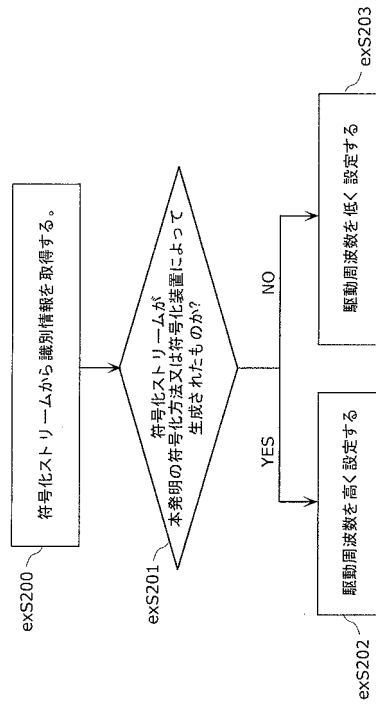 exS200
符号化ストリームから識別情報を取得する。
exS201
符号化ストリームが
本発明の符号化方法又は符号化装置によって
生成されたものか?
YES
NO
exS202
駆動周波数を高く設定する
exS203
駆動周波数を低く設定する